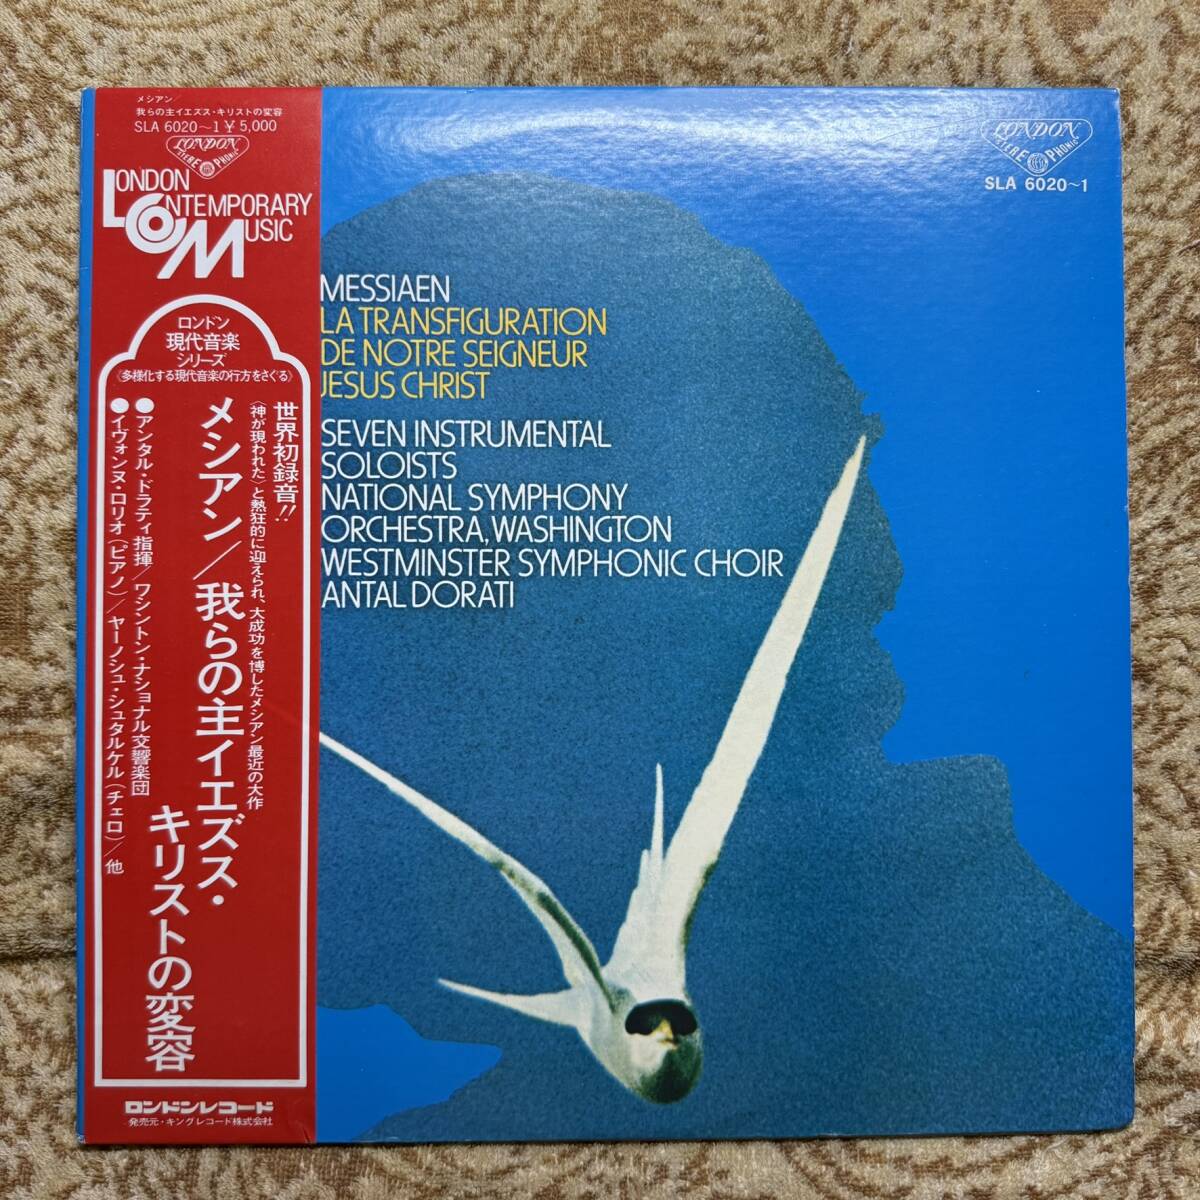 メシアン/
我らの主イエズス・キリストの変容
SLA 6020~1 ¥5,000
LONDON
STEREOPHONIC
LONDON
CONTEMPORARY
MUSIC
ロンドン
現代音楽
シリーズ
《多様化する現代音楽の行方をさぐる》
世界初録音!!
〈神が現われた〉と熱狂的に迎えられ、大成功を博したメシアン最近の大作
メシアン/我らの主イエズス・
キリストの変容
●アンタル・ドラティ指揮/ワシントン・ナショナル交響楽団
●イヴォンヌ・ロリオ(ピアノ)/ヤーノシュ・シュタルケル(チェロ)/他
ロンドンレコード
発売元・キングレコード株式会社
LONDON
STEREOPHONIC
SLA 6020~1
MESSIAEN
LA TRANSFIGURATION
DE NOTRE SEIGNEUR
JESUS CHRIST
SEVEN INSTRUMENTAL
SOLOISTS
NATIONAL SYMPHONY
ORCHESTRA, WASHINGTON
WESTMINSTER SYMPHONIC CHOIR
ANTAL DORATI